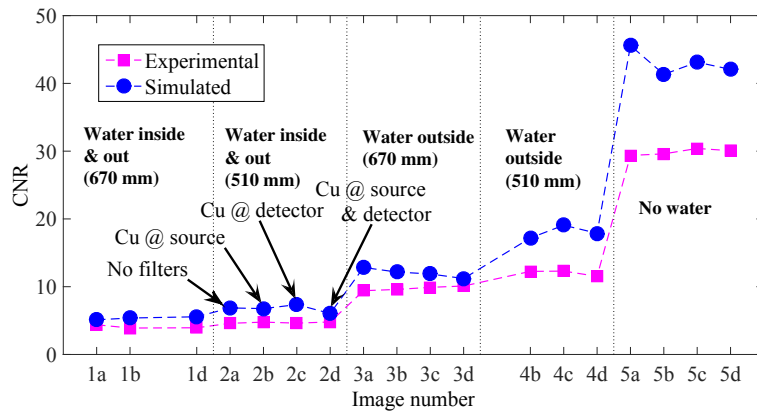 50
40
30
20
10
0
CNR
Experimental
Simulated
Water inside
& out
(670 mm)
Water inside
& out
(510 mm)
Water outside
(670 mm)
Water
outside
(510 mm)
No water
Cu @ source
& detector
Cu @ detector
Cu @ source
No filters
1a 1b 1d 2a 2b 2c 2d 3a 3b 3c 3d 4b 4c 4d 5a 5b 5c 5d
Image number